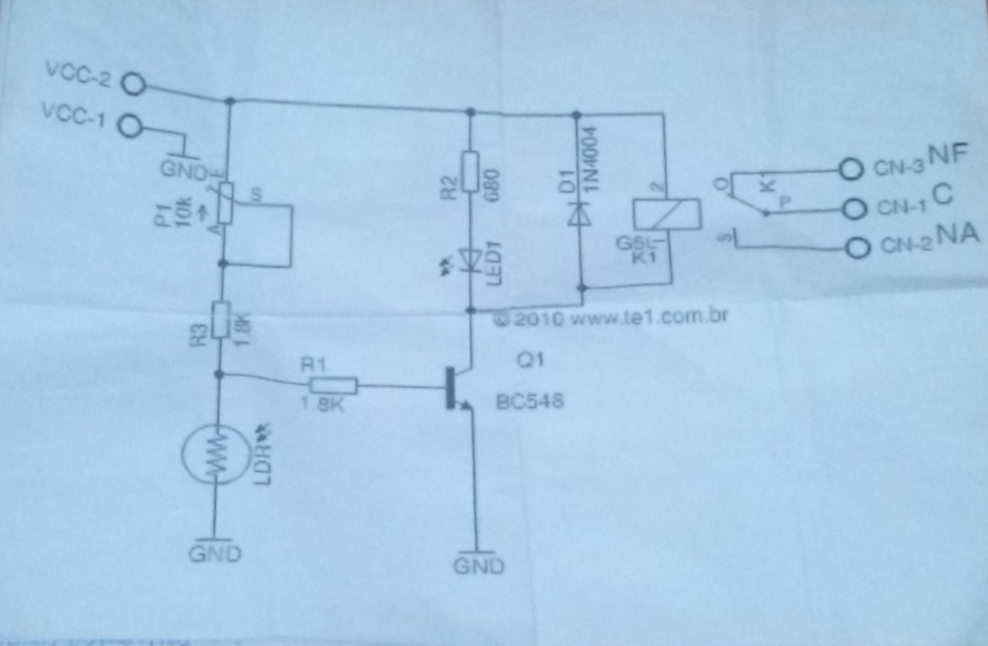 VCC-2
VCC-1
GND
E
S
P1
10k
A
R3
1.8K
R1
1.8K
LDR
GND
R2
680
LED1
D1
1N4004
2
G5L
K1
© 2010 www.te1.com.br
Q1
BC548
GND
O
K1
P
S
CN-3 NF
CN-1 C
CN-2 NA